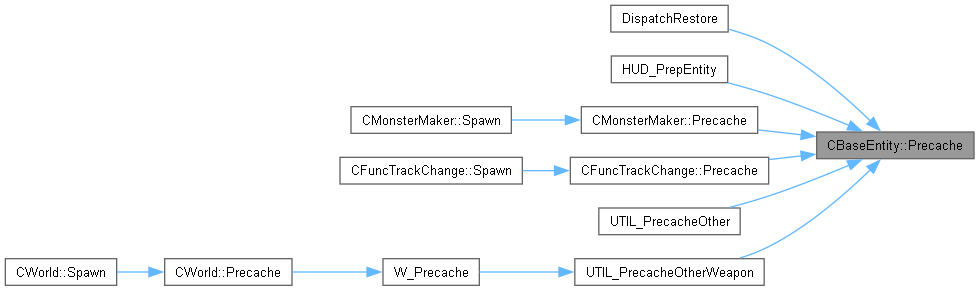 DispatchRestore
HUD_PrepEntity
CMonsterMaker::Spawn
CMonsterMaker::Precache
CBaseEntity::Precache
CFuncTrackChange::Spawn
CFuncTrackChange::Precache
UTIL_PrecacheOther
CWorld::Spawn
CWorld::Precache
W_Precache
UTIL_PrecacheOtherWeapon